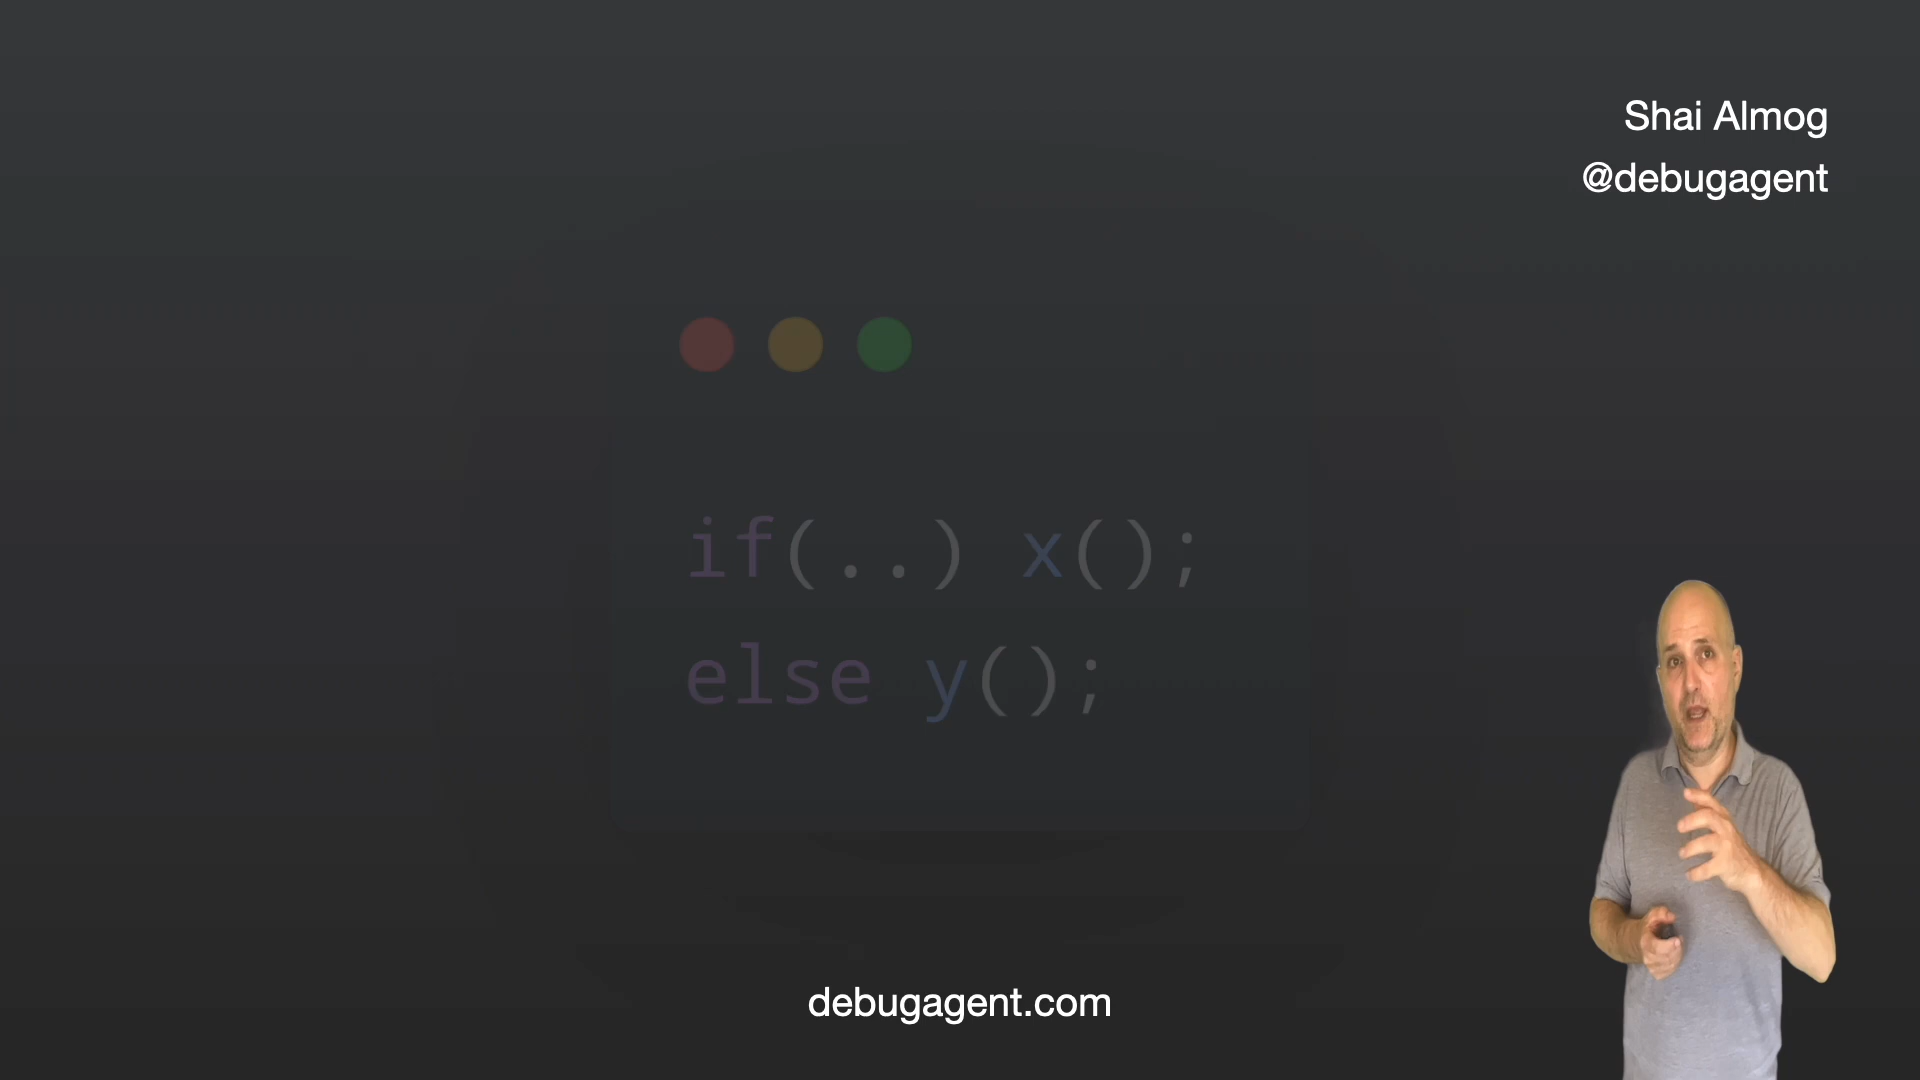 Shai Almog
@debugagent
if(..) x();
else y();
debugagent.com